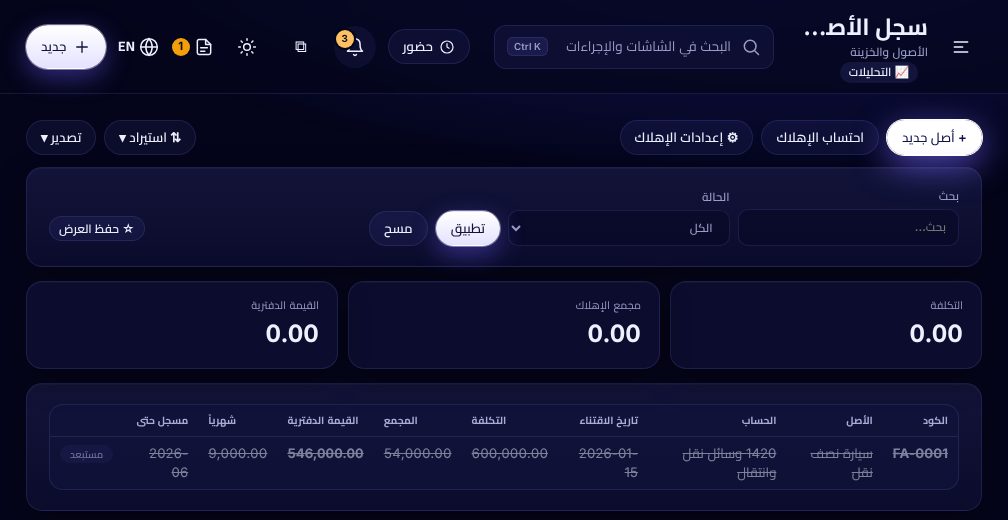 سجل الأصـ...
الأصول والخزينة
📈 التحليلات
البحث في الشاشات والإجراءات
Ctrl K
حضور
3
1
EN
جديد
+ أصل جديد
احتساب الإهلاك
⚙ إعدادات الإهلاك
⇅ استيراد ▾
تصدير ▾
بحث
بحث...
الحالة
الكل
تطبيق
مسح
☆ حفظ العرض
التكلفة
0.00
مجمع الإهلاك
0.00
القيمة الدفترية
0.00
الكود الأصل الحساب تاريخ الاقتناء التكلفة المجمع القيمة الدفترية شهرياً مسجل حتى
FA-0001 سيارة نصف نقل 1420 وسائل نقل وانتقال 2026-01-15 600,000.00 54,000.00 546,000.00 9,000.00 2026-06 مستبعد